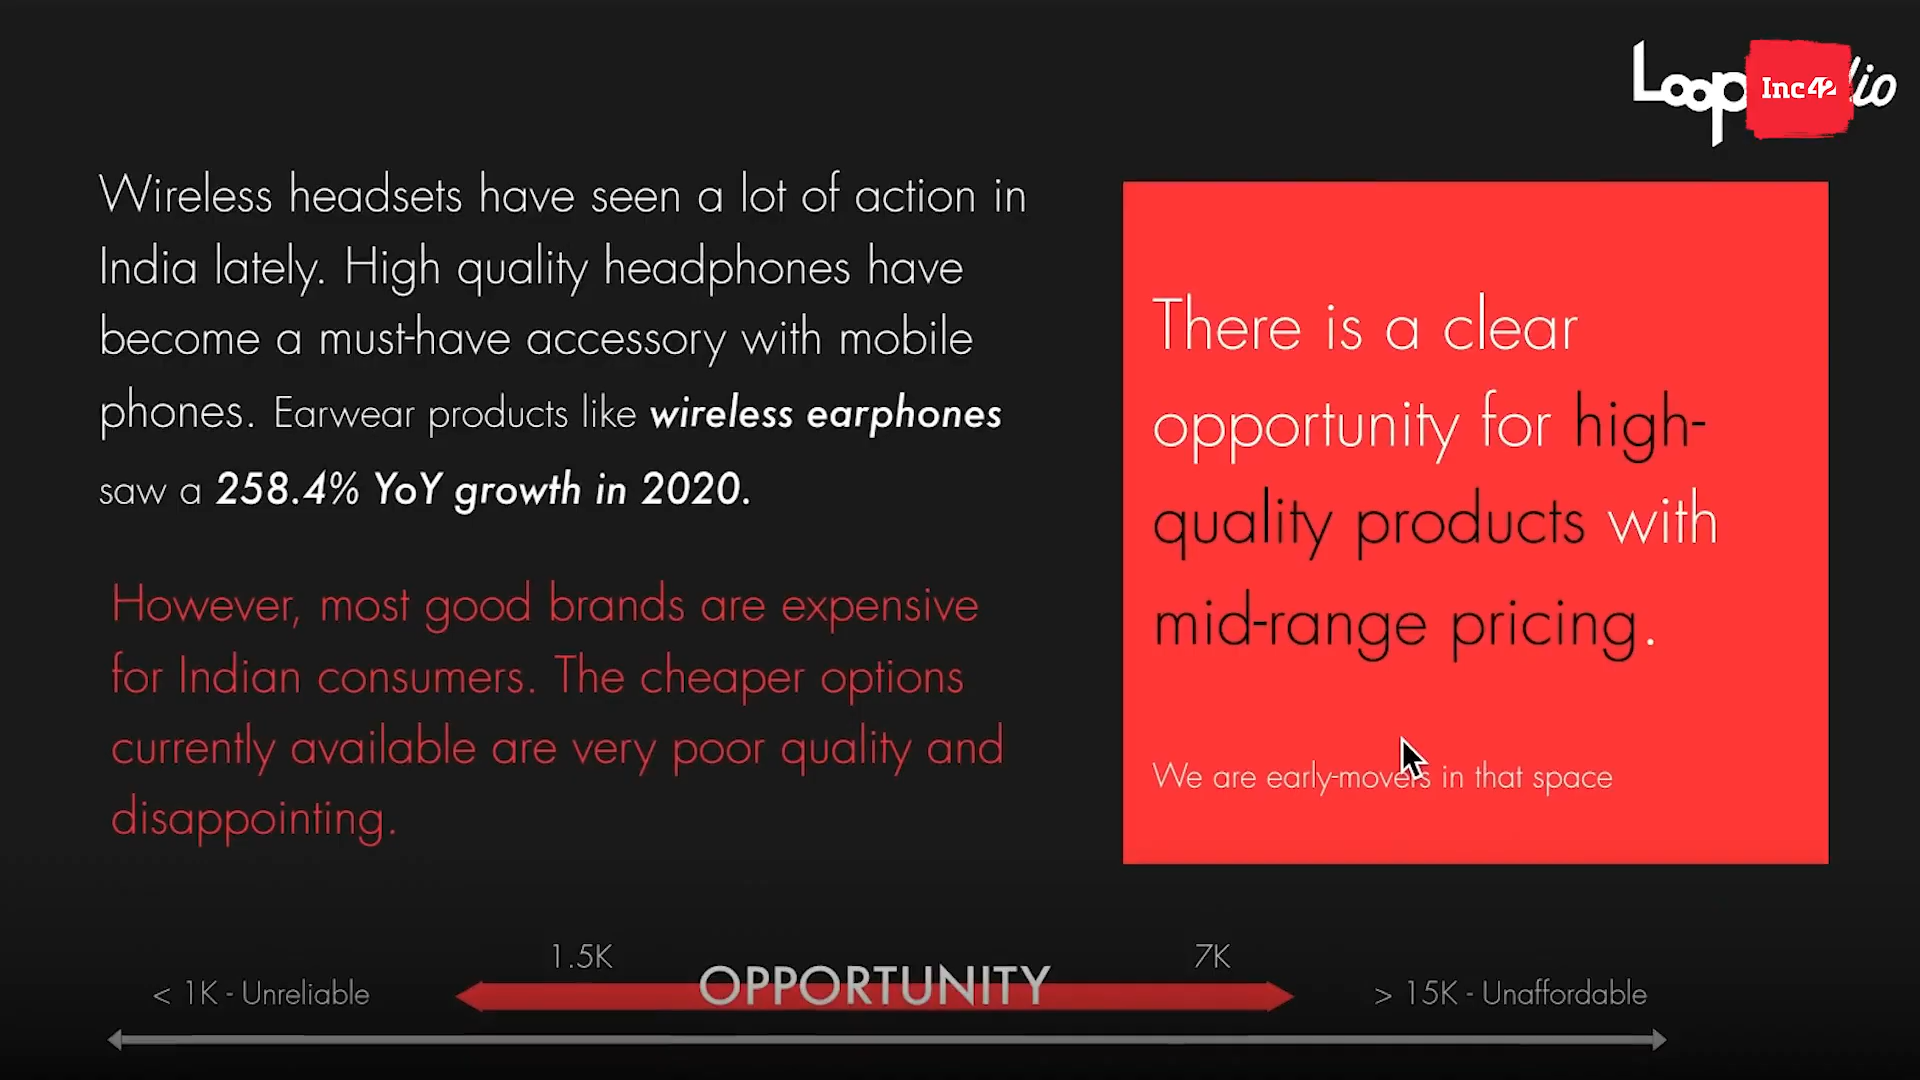 Loop
Inc42
io
Wireless headsets have seen a lot of action in
India lately. High quality headphones have
become a must-have accessory with mobile
phones. Earwear products like wireless earphones
saw a 258.4% YoY growth in 2020.
However, most good brands are expensive
for Indian consumers. The cheaper options
currently available are very poor quality and
disappointing.
There is a clear
opportunity for high-
quality products with
mid-range pricing.
We are early-movers in that space
1.5K
7K
< 1K - Unreliable
OPPORTUNITY
> 15K - Unaffordable